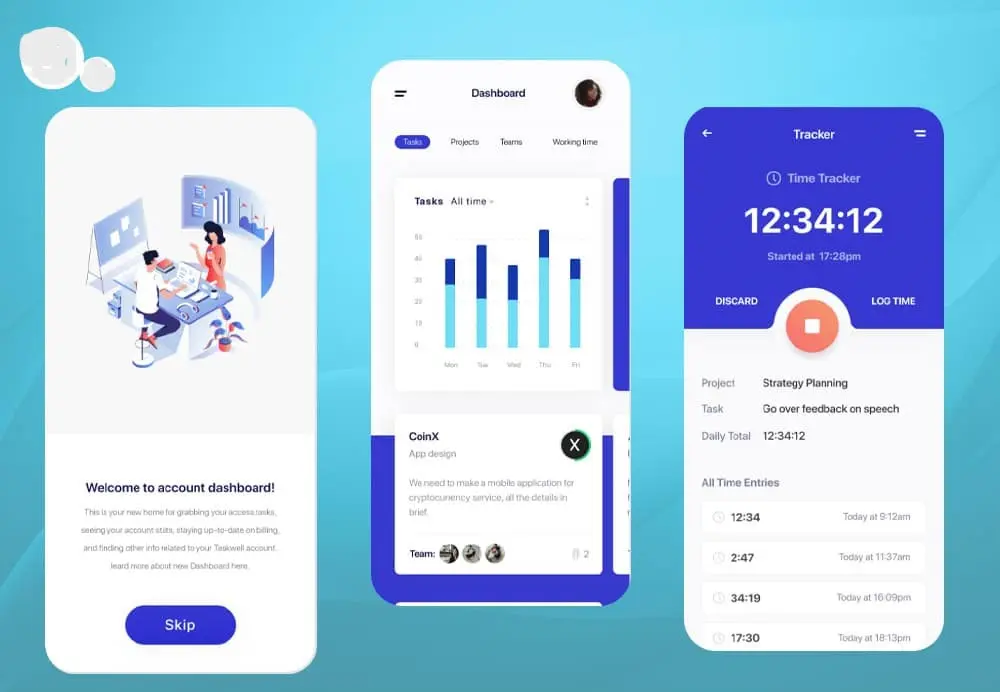 Welcome to account dashboard!
This is your new home for grabbing your access tasks,
seeing your account stats, staying up-to-date on billing,
and finding other info related to your Taskwell account.
leard more about new Dashboard here.
Skip
Dashboard
Tasks Projects Teams Working time
Tasks All time
50
40
30
20
10
0
Mon Tue Wed Thu Fri
CoinX
App design
X
We need to make a mobile application for
cryptocurrency service, all the details in
brief.
Team:
2
Tracker
Time Tracker
12:34:12
Started at 17:28pm
DISCARD
LOG TIME
Project Strategy Planning
Task Go over feedback on speech
Daily Total 12:34:12
All Time Entries
12:34 Today at 9:12am
2:47 Today at 11:37am
34:19 Today at 16:09pm
17:30 Today at 18:13pm